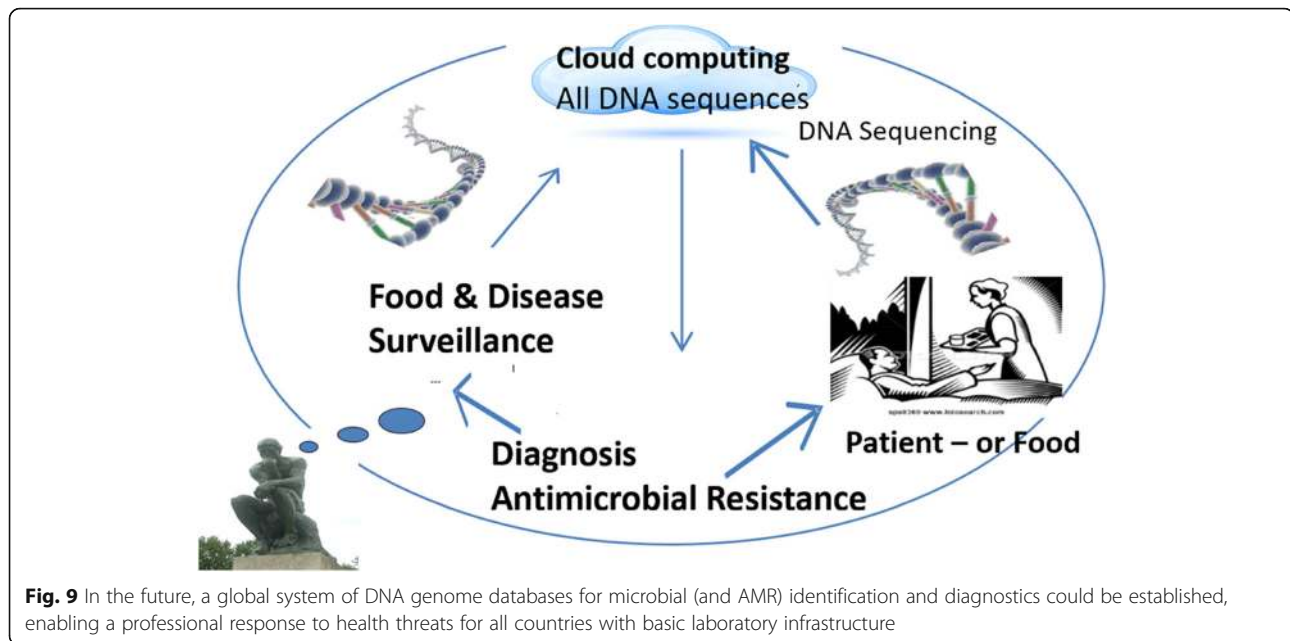 Cloud computing
All DNA sequences
DNA Sequencing
Food & Disease
Surveillance
...
Diagnosis
Antimicrobial Resistance
Patient – or Food
Fig. 9 In the future, a global system of DNA genome databases for microbial (and AMR) identification and diagnostics could be established,
enabling a professional response to health threats for all countries with basic laboratory infrastructure